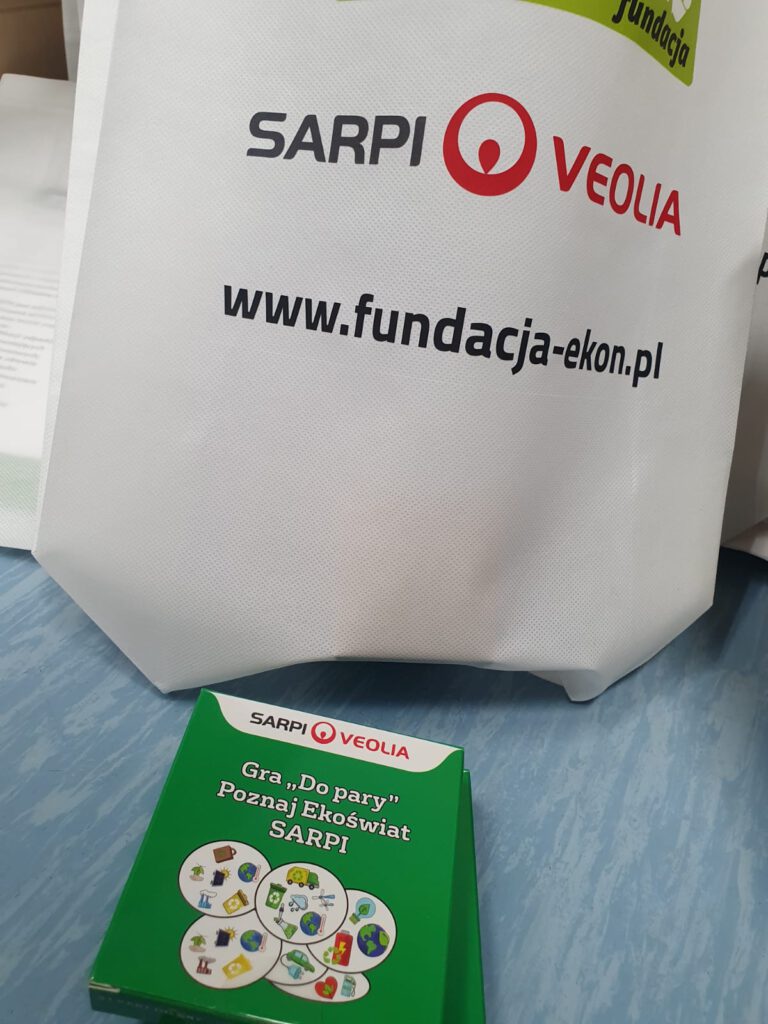 fundacja
SARPI VEOLIA
www.fundacja-ekon.pl
SARPI VEOLIA
Gra „Do pary”
Poznaj Ekoświat
SARPI